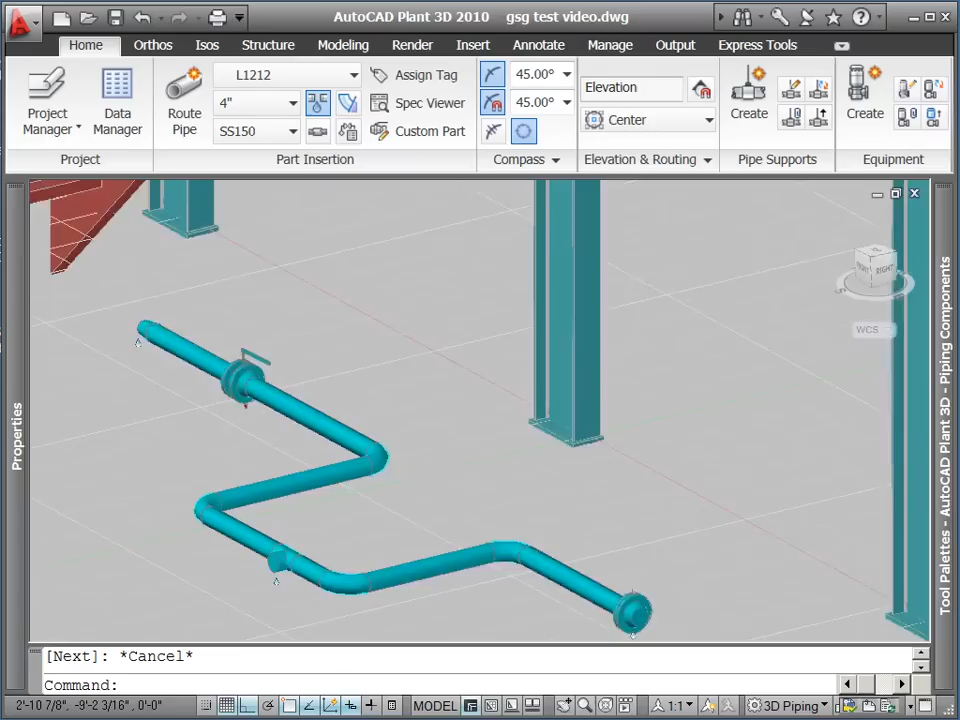 AutoCAD Plant 3D 2010 gsg test video.dwg
Home Orthos Isos Structure Modeling Render Insert Annotate Manage Output Express Tools
L1212 Assign Tag 45.00° Elevation
4" Spec Viewer 45.00° Center
Project Manager Data Manager Route Pipe SS150 Custom Part Create Create
Project Part Insertion Compass Elevation & Routing Pipe Supports Equipment
RIGHT
WCS
Properties
Tool Palettes - AutoCAD Plant 3D - Piping Components
[Next]: *Cancel*
Command:
2'-10 7/8", -9'-2 3/16", 0'-0" MODEL 1:1 3D Piping